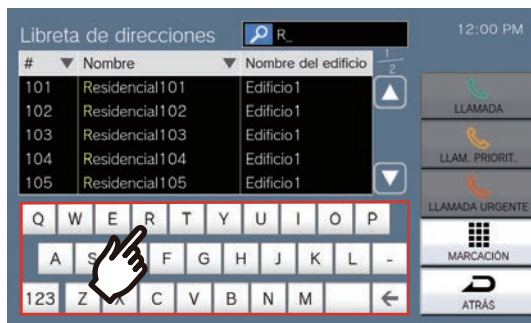 Libreta de direcciones R_ 12:00 PM
# Nombre Nombre del edificio 1/2
101 Residencial101 Edificio1
102 Residencial102 Edificio1
103 Residencial103 Edificio1
104 Residencial104 Edificio1
105 Residencial105 Edificio1
LLAMADA
LLAM. PRIORIT.
LLAMADA URGENTE
MARCACIÓN
ATRÁS
Q W E R T Y U I O P
A S F G H J K L -
123 Z X C V B N M ←